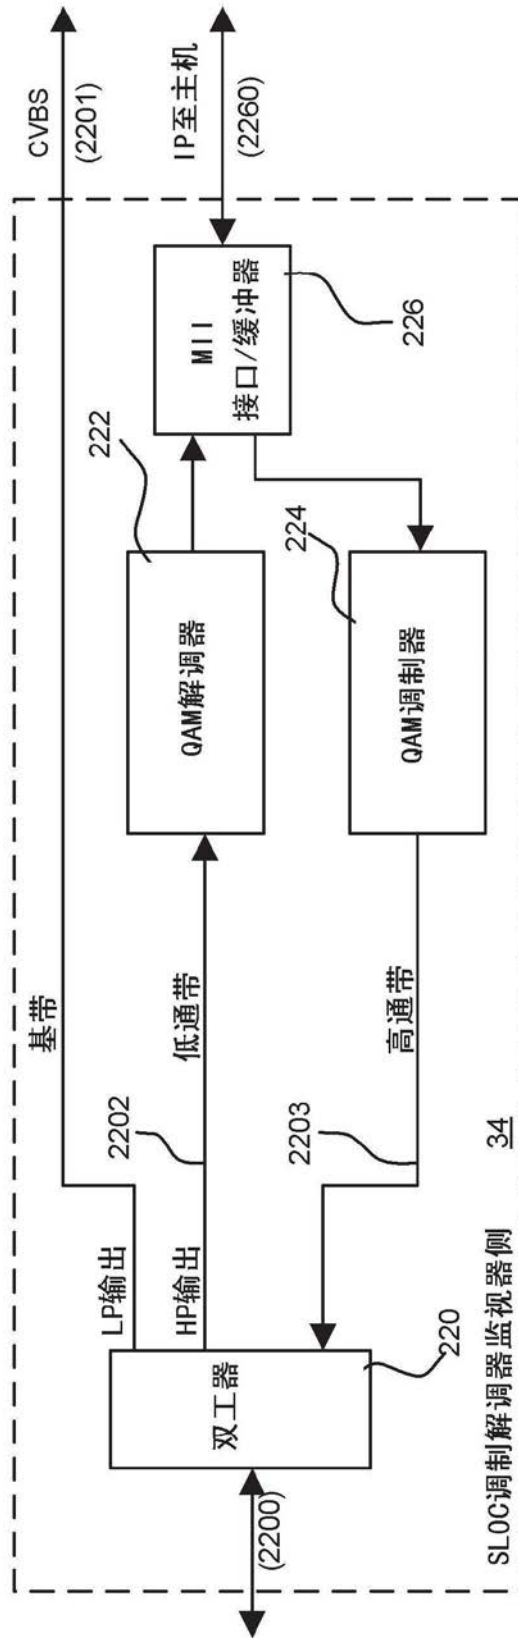 CVBS
(2201)
IP至主机
(2260)
基带
222
MII
接口/缓冲器
226
QAM解调器
224
QAM调制器
低通带
2202
高通带
2203
LP输出
HP输出
双工器
220
(2200)
SLOC调制解调器监视器侧
34